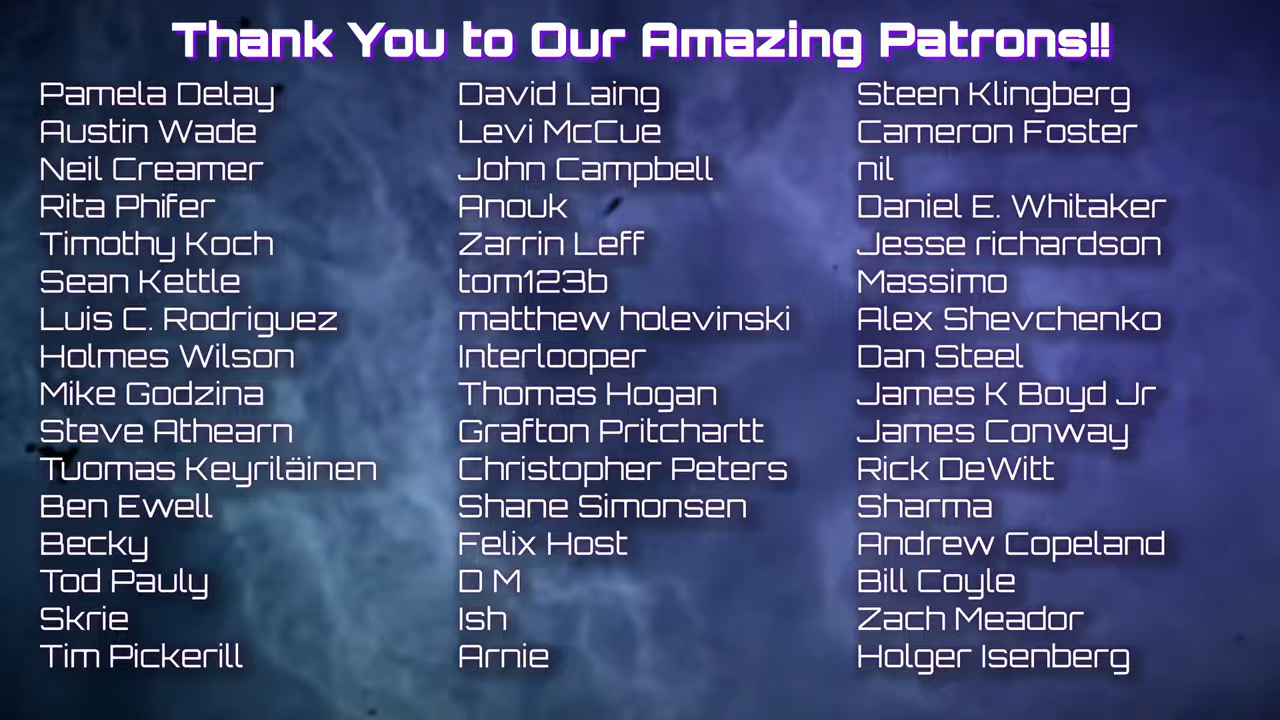 Thank You to Our Amazing Patrons!!
Pamela Delay
Austin Wade
Neil Creamer
Rita Phifer
Timothy Koch
Sean Kettle
Luis C. Rodriguez
Holmes Wilson
Mike Godzina
Steve Athearn
Tuomas Keyriläinen
Ben Ewell
Becky
Tod Pauly
Skrie
Tim Pickerill
David Laing
Levi McCue
John Campbell
Anouk
Zarrin Leff
tom123b
matthew holevinski
Interlooper
Thomas Hogan
Grafton Pritchartt
Christopher Peters
Shane Simonsen
Felix Host
D M
Ish
Arnie
Steen Klingberg
Cameron Foster
nil
Daniel E. Whitaker
Jesse richardson
Massimo
Alex Shevchenko
Dan Steel
James K Boyd Jr
James Conway
Rick DeWitt
Sharma
Andrew Copeland
Bill Coyle
Zach Meador
Holger Isenberg